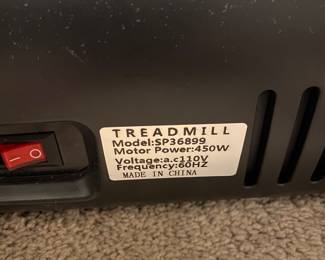 TREADMILL
Model:SP36899
Motor Power:450W
Voltage:a.c110V
Frequency:60HZ
MADE IN CHINA